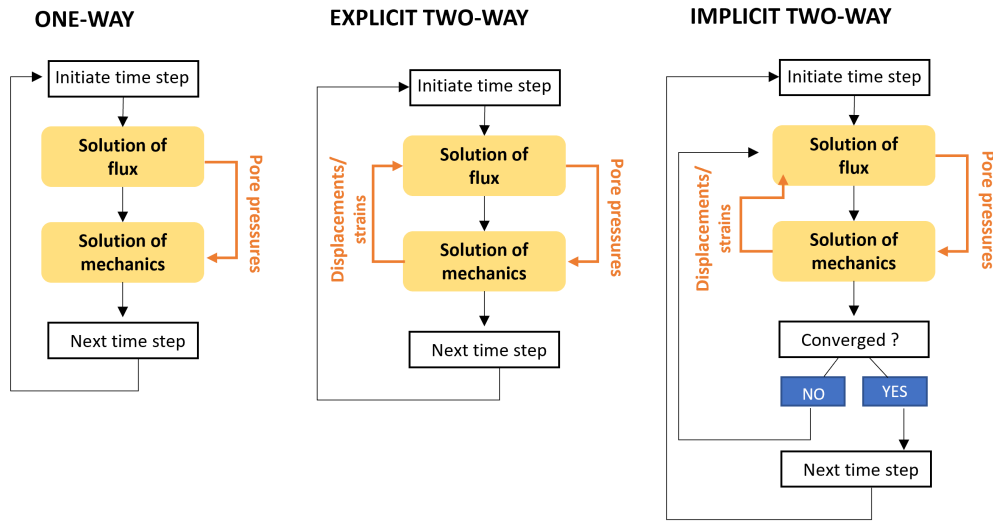 ONE-WAY
Initiate time step
Solution of
flux
Pore pressures
Solution of
mechanics
Next time step
EXPLICIT TWO-WAY
Initiate time step
Solution of
flux
Displacements/
strains
Pore pressures
Solution of
mechanics
Next time step
IMPLICIT TWO-WAY
Initiate time step
Solution of
flux
Displacements/
strains
Pore pressures
Solution of
mechanics
Converged ?
NO
YES
Next time step